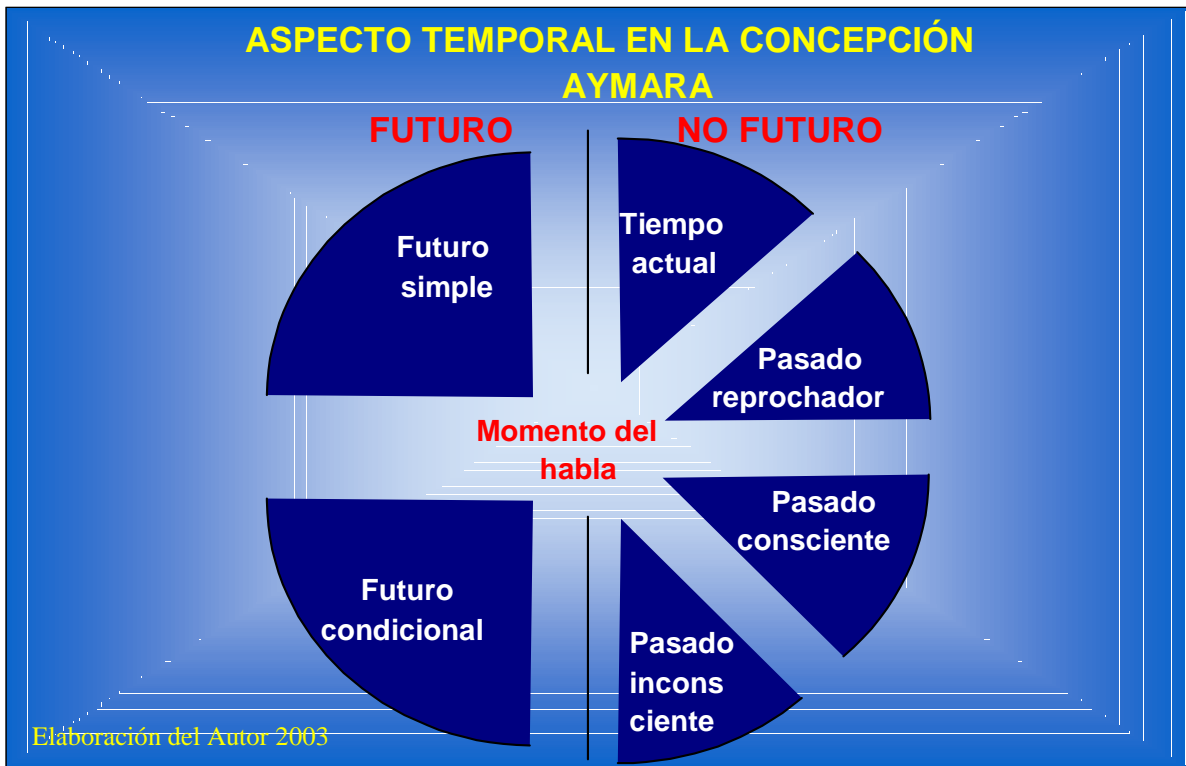 ASPECTO TEMPORAL EN LA CONCEPCIÓN
AYMARA
FUTURO
NO FUTURO
Futuro
simple
Tiempo
actual
Pasado
reprochador
Momento del
habla
Pasado
consciente
Futuro
condicional
Pasado
incons
ciente
Elaboración del Autor 2003